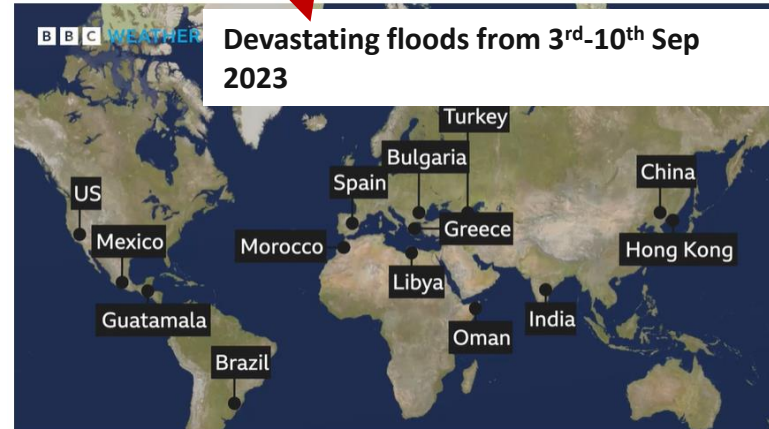 BBC WEATHER
Devastating floods from 3rd-10th Sep
2023
Turkey
Bulgaria
China
Spain
US
Greece
Mexico
Morocco
Hong Kong
Libya
Guatamala
India
Oman
Brazil